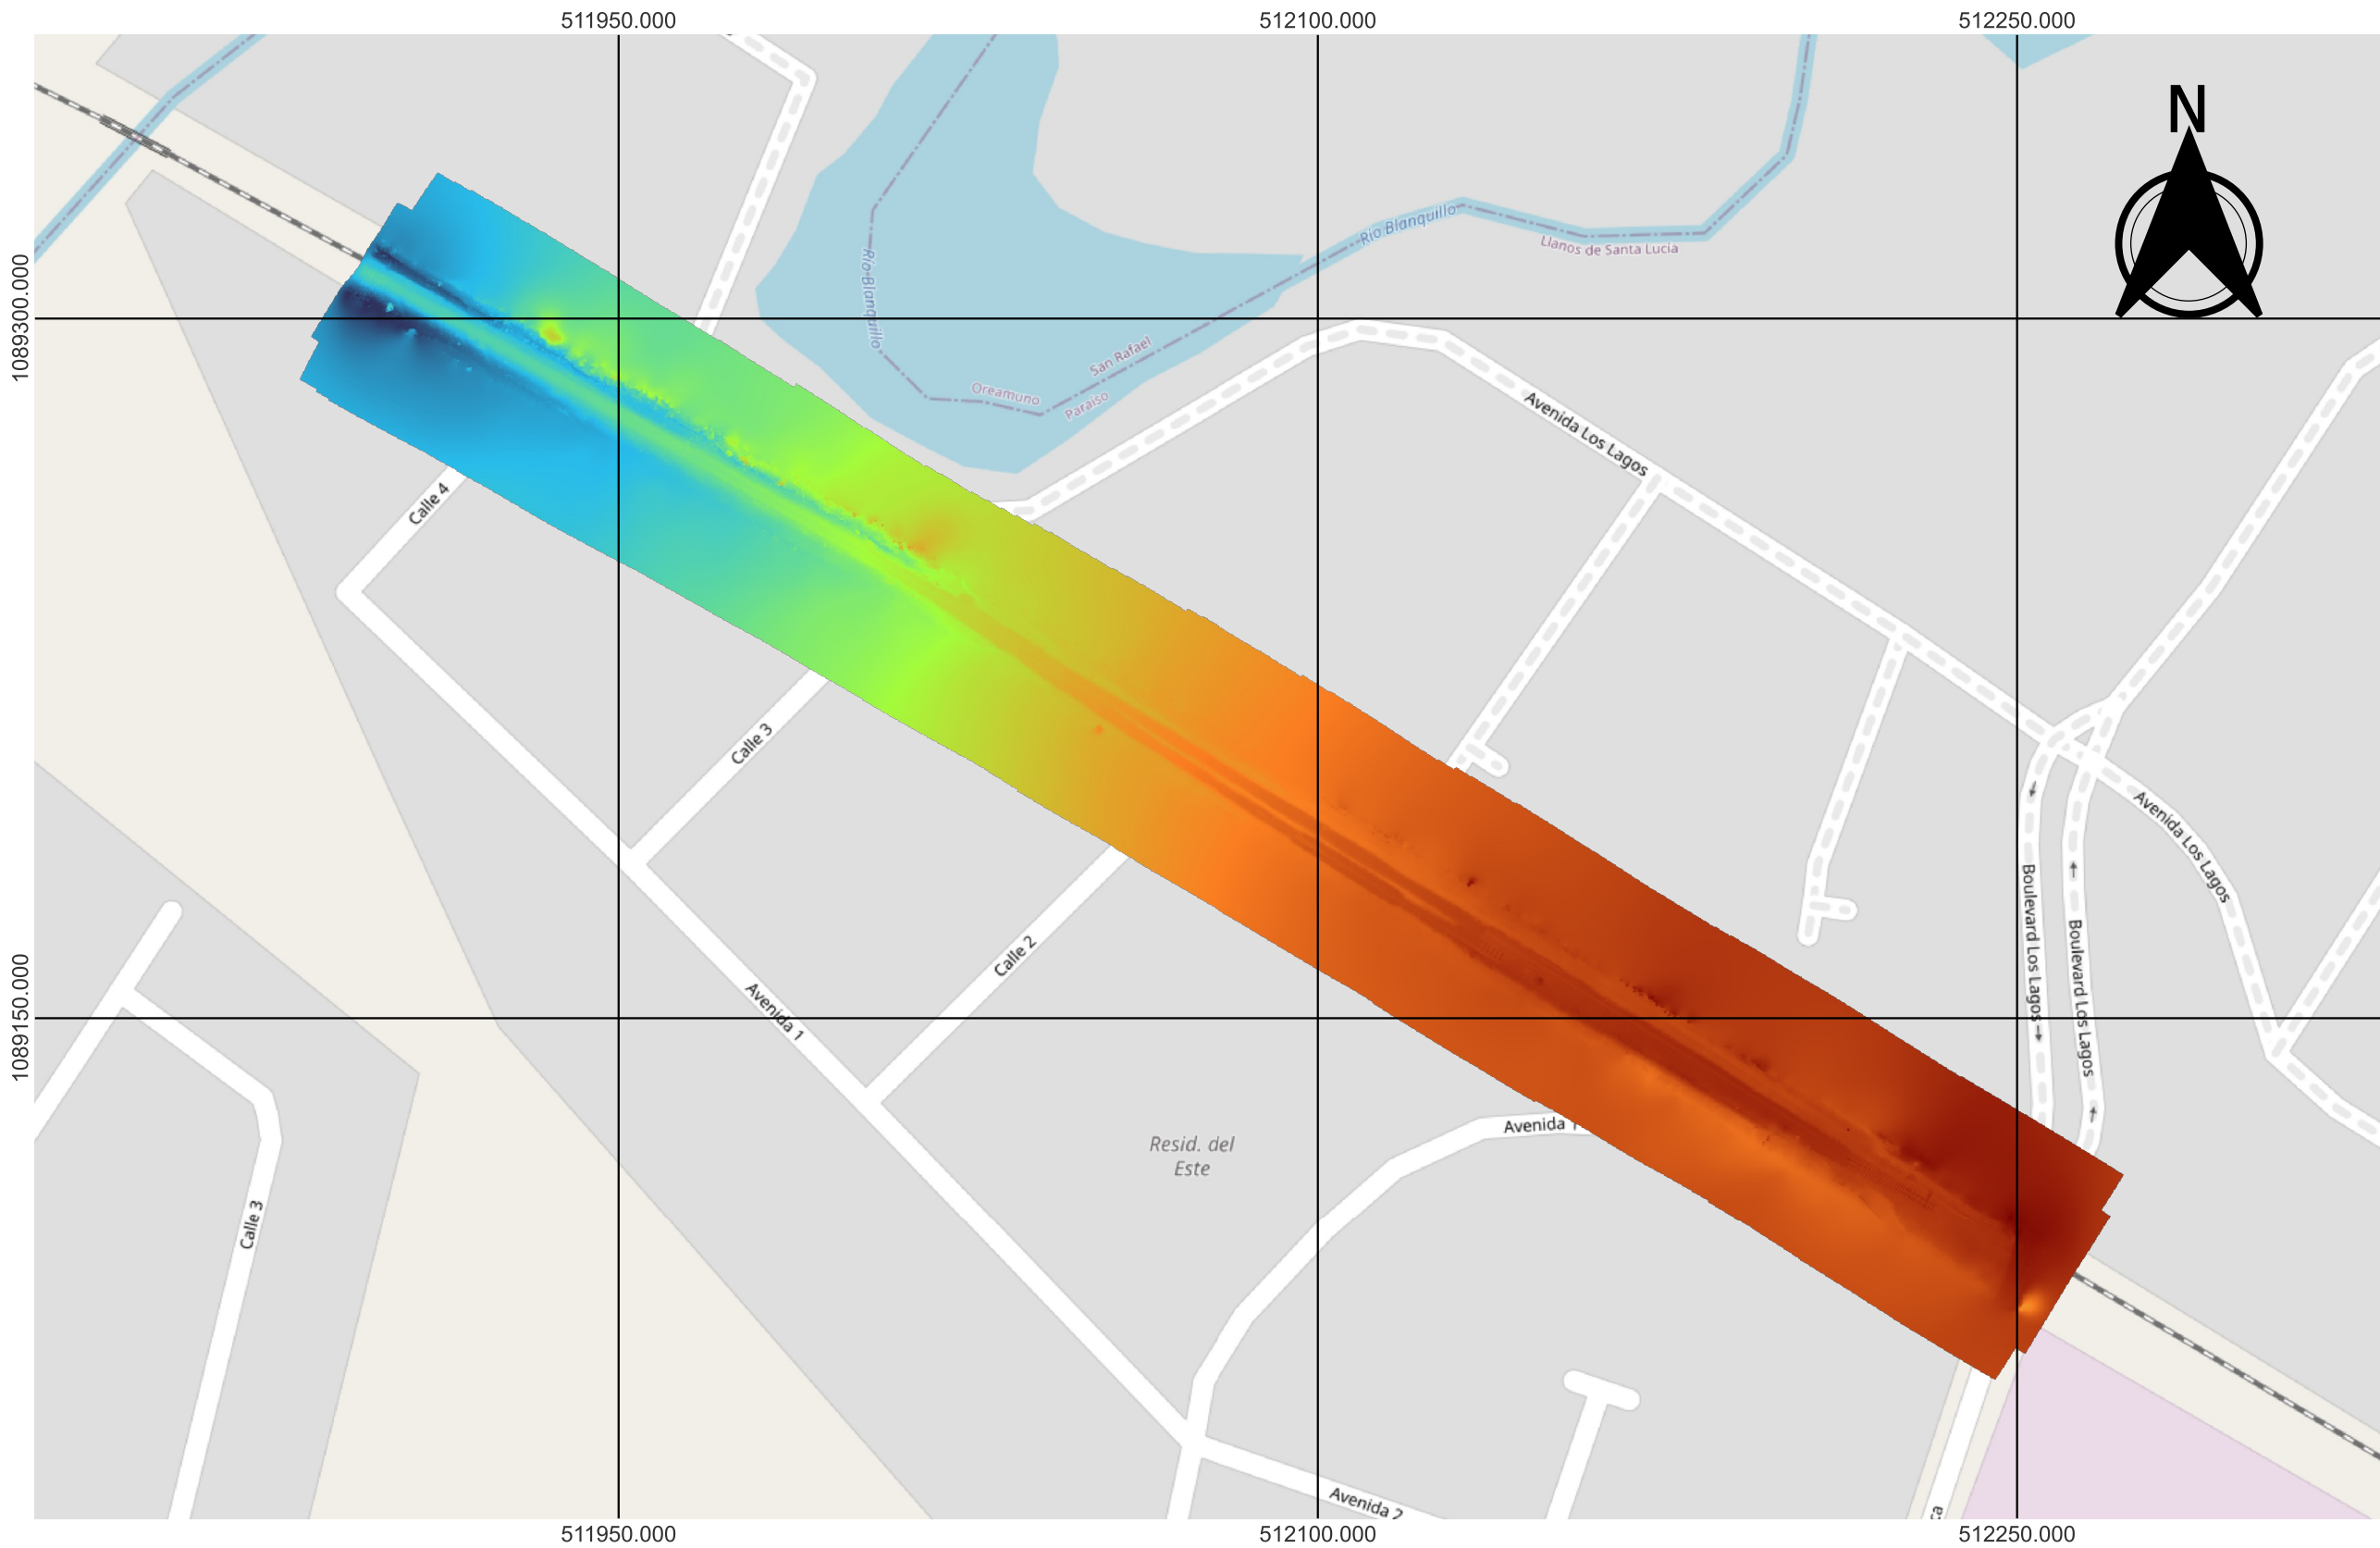 511950.000
512100.000
512250.000
N
Río Blanquillo
Llanos de Santa Lucía
Río Blanquillo
1089300.000
San Rafael
Oreamuno
Paraíso
Avenida Los Lagos
Calle 4
Calle 3
Avenida Los Lagos
Boulevard Los Lagos
Boulevard Los Lagos
Calle 2
1089150.000
Avenida 1
Avenida
Resid. del
Este
Calle 3
Avenida 2
511950.000
512100.000
512250.000